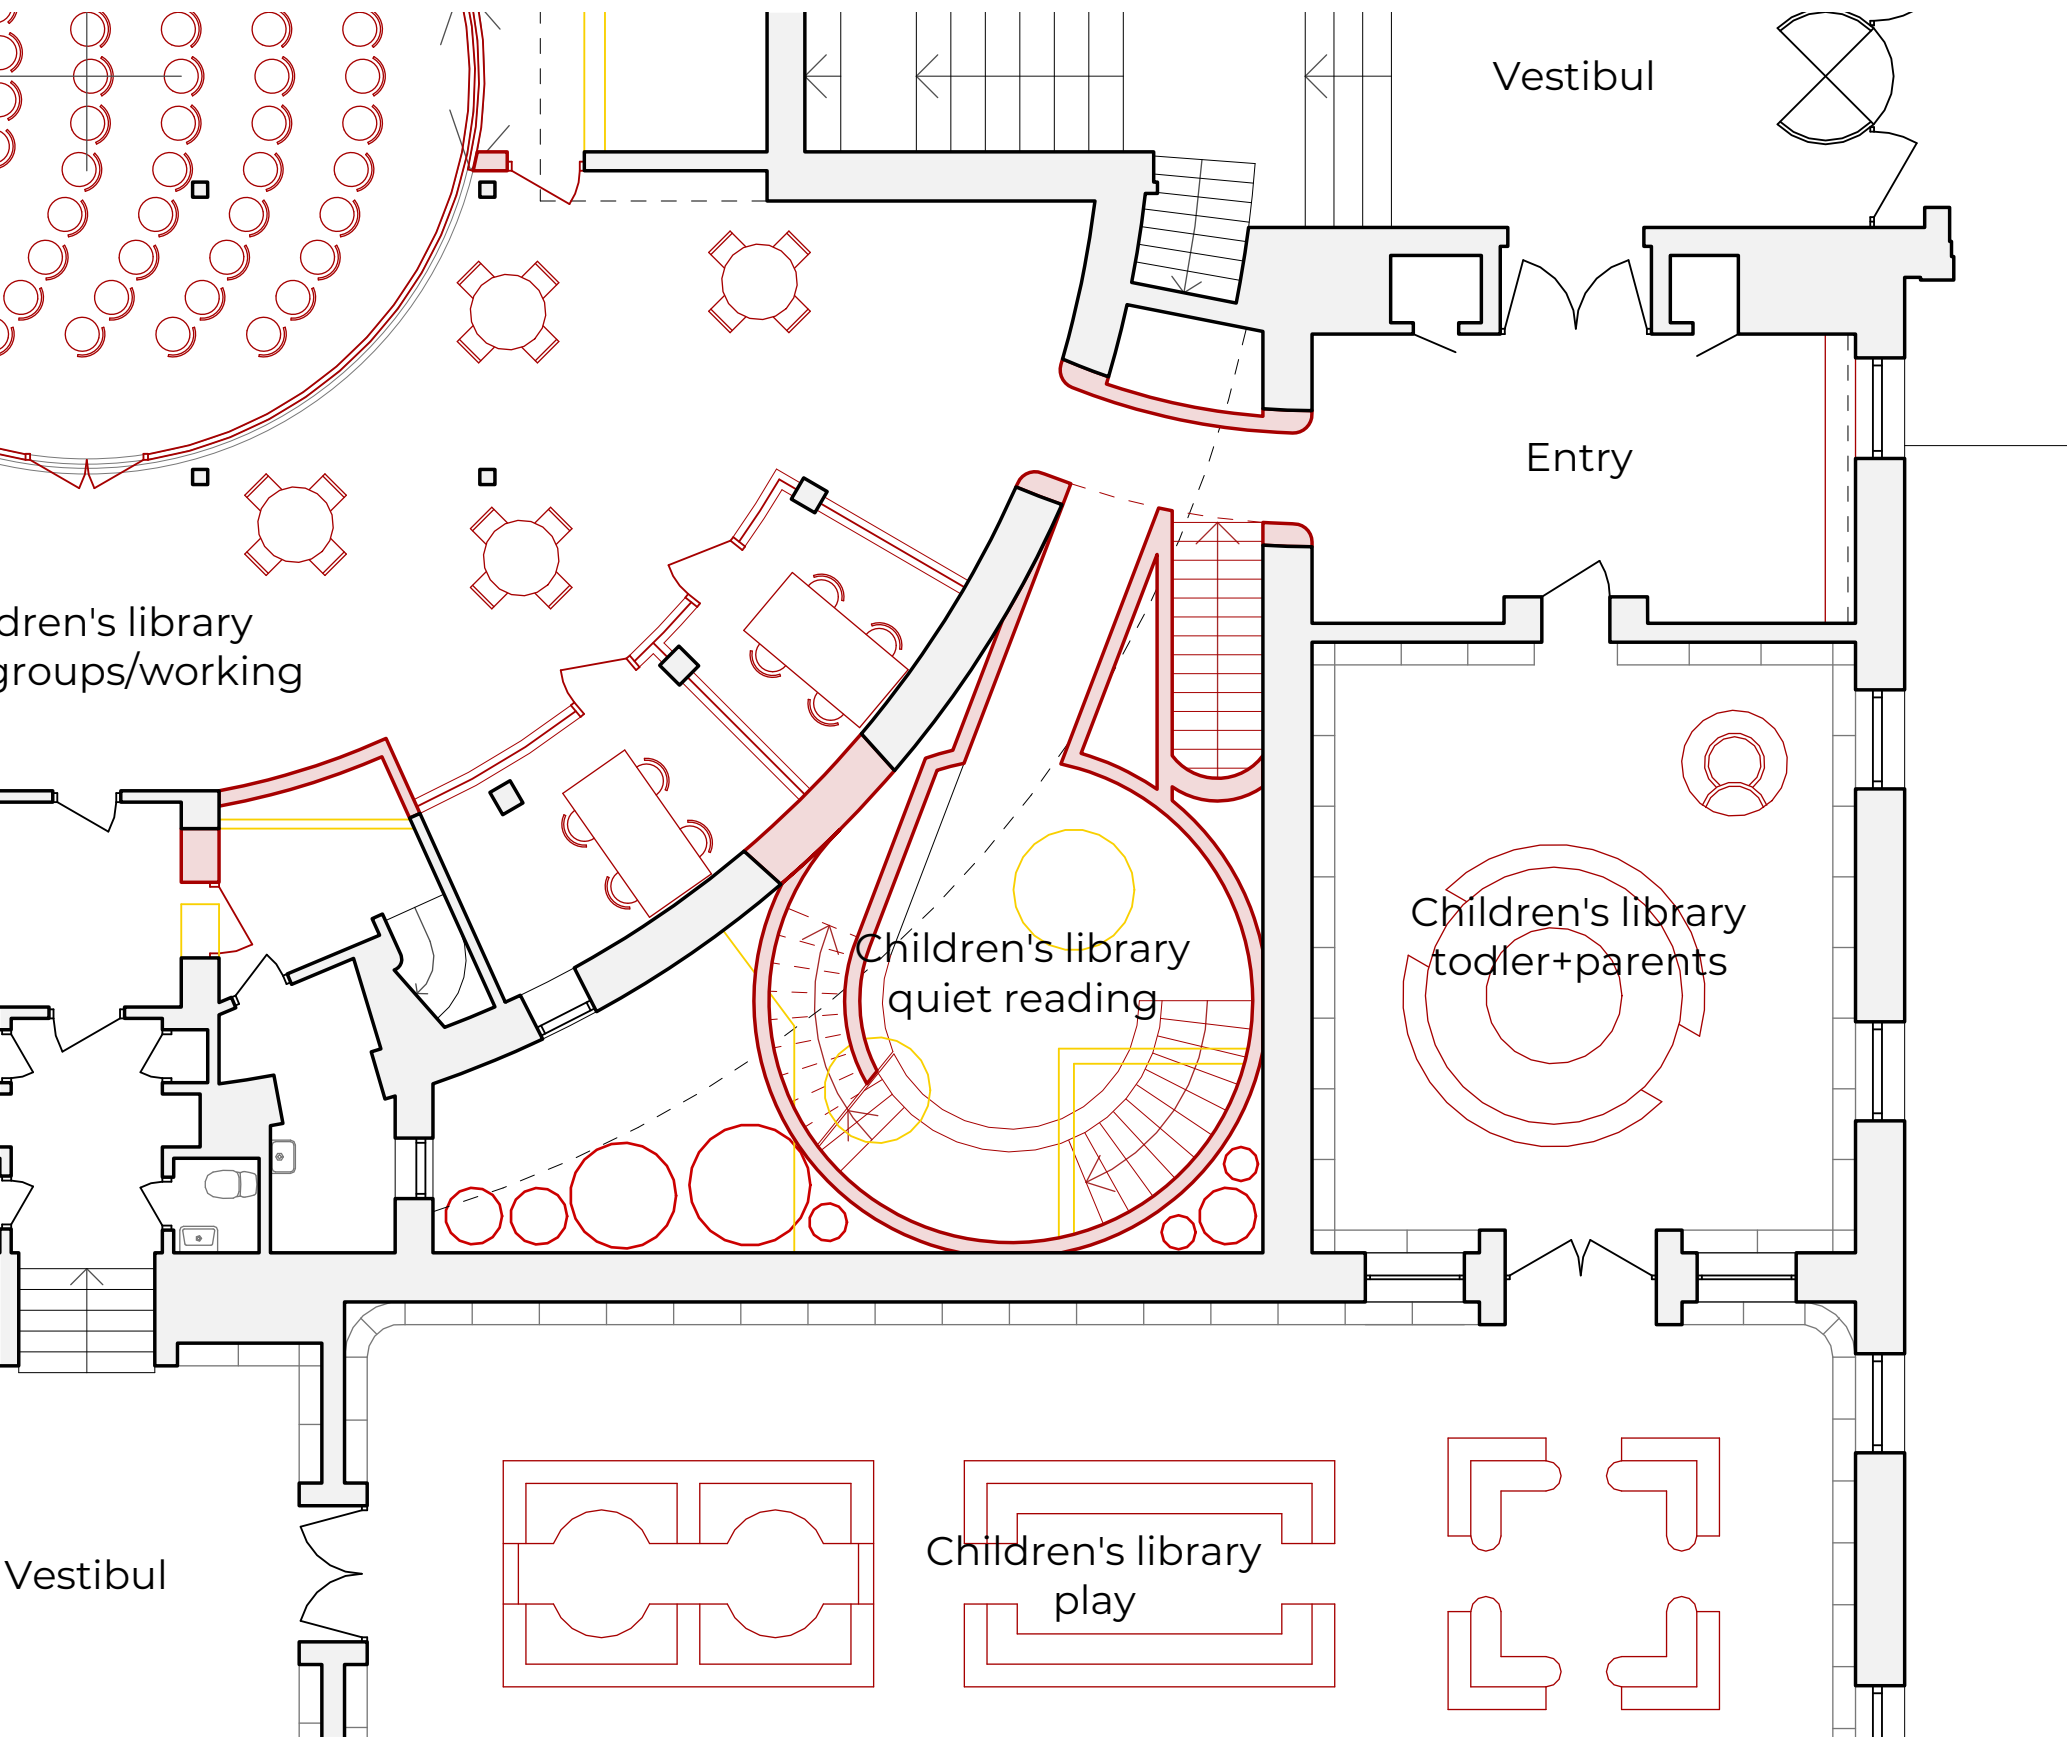 Vestibul
Entry
dren's library
groups/working
Children's library
todler+parents
Children's library
quiet reading
Children's library
play
Vestibul